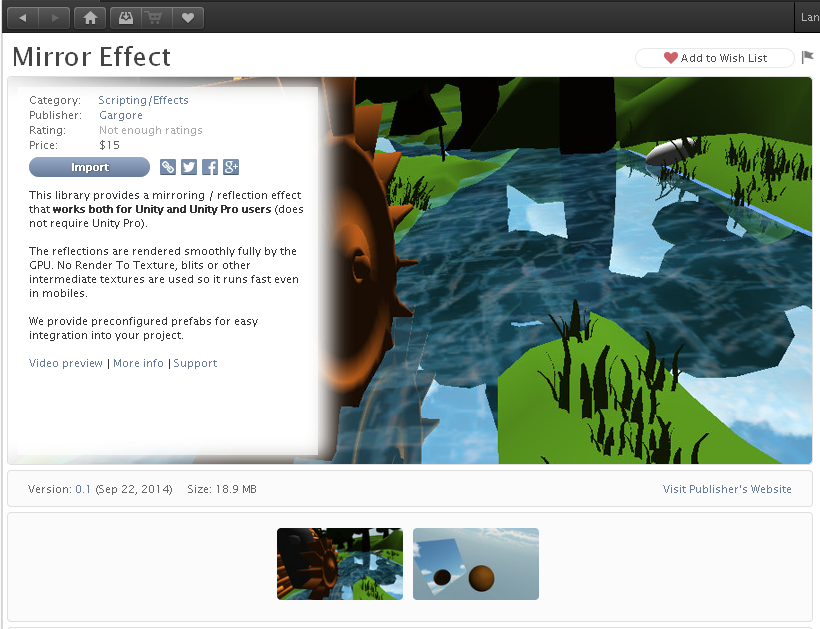 Lan
Mirror Effect
Add to Wish List
Category: Scripting/Effects
Publisher: Gargore
Rating: Not enough ratings
Price: $15
Import
This library provides a mirroring / reflection effect
that works both for Unity and Unity Pro users (does
not require Unity Pro).
The reflections are rendered smoothly fully by the
GPU. No Render To Texture, blits or other
intermediate textures are used so it runs fast even
in mobiles.
We provide preconfigured prefabs for easy
integration into your project.
Video preview | More info | Support
Version: 0.1 (Sep 22, 2014) Size: 18.9 MB
Visit Publisher's Website